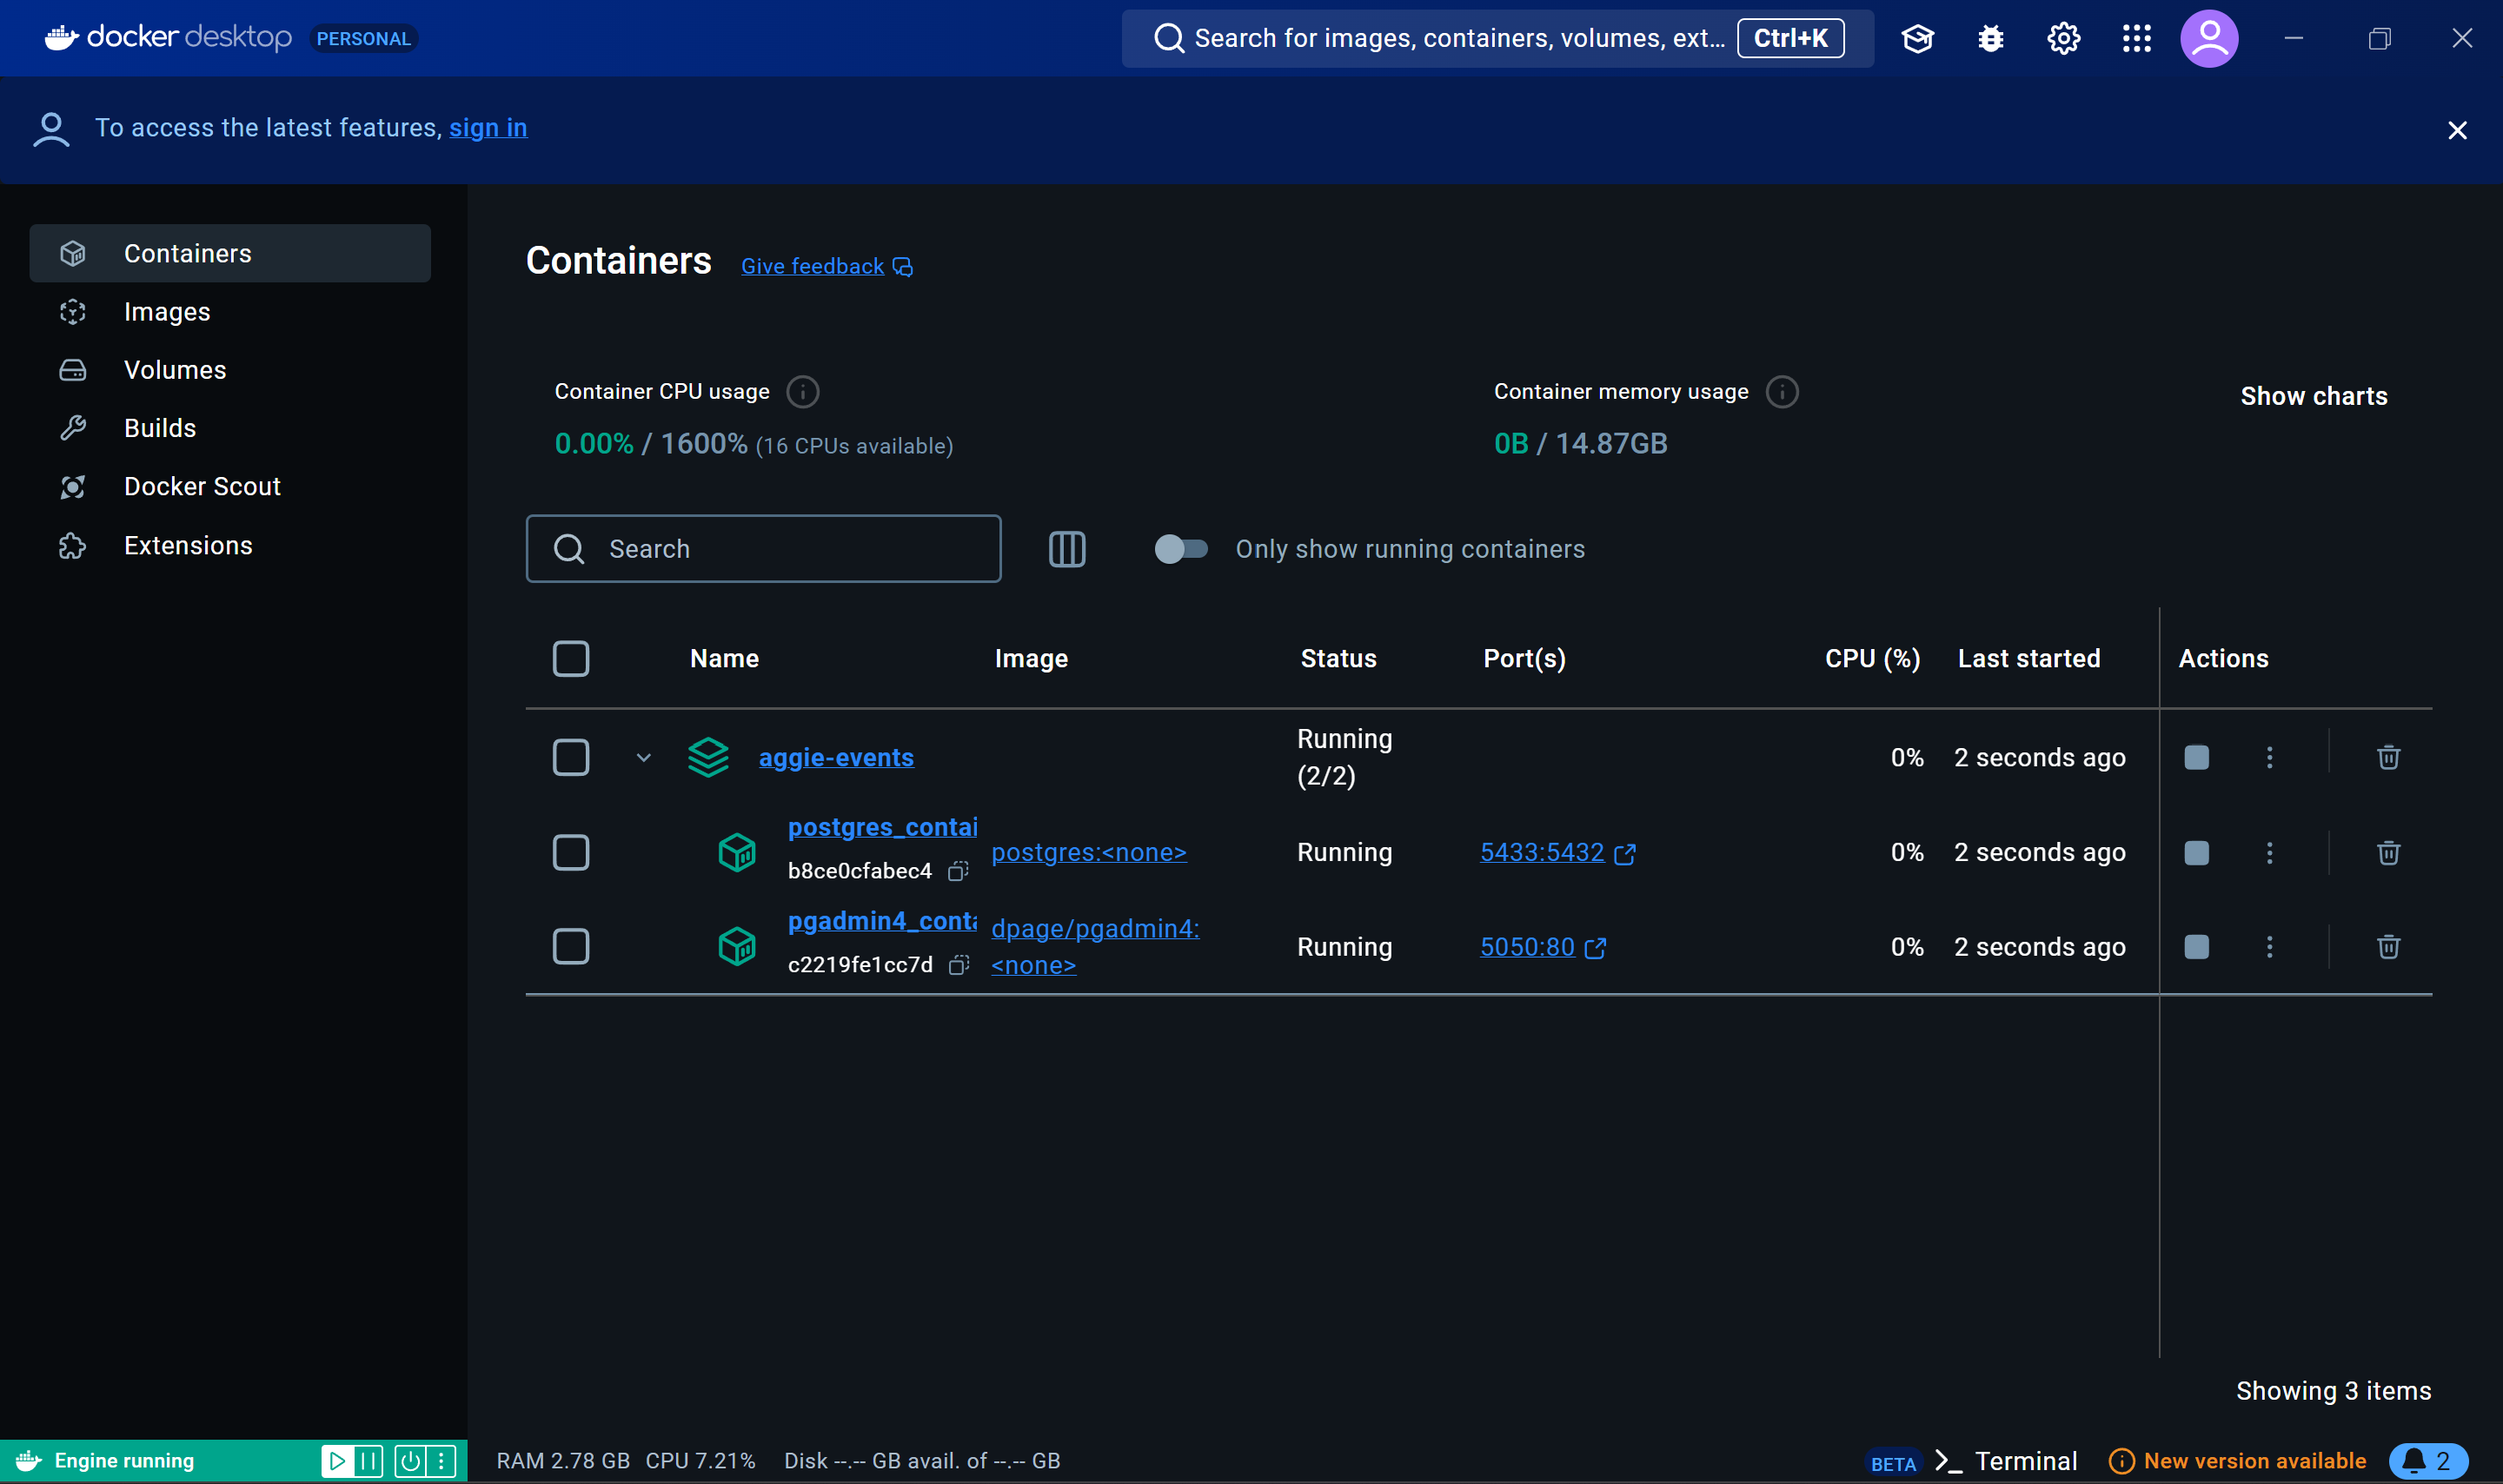 docker desktop PERSONAL
Search for images, containers, volumes, ext... Ctrl+K
To access the latest features, sign in
Containers
Images
Volumes
Builds
Docker Scout
Extensions
Containers Give feedback
Container CPU usage
0.00% / 1600% (16 CPUs available)
Container memory usage
0B / 14.87GB
Show charts
Search
Only show running containers
Name Image Status Port(s) CPU (%) Last started Actions
aggie-events Running (2/2) 0% 2 seconds ago
postgres_contai
b8ce0cfabec4
postgres:<none> Running 5433:5432 0% 2 seconds ago
pgadmin4_conta
c2219fe1cc7d
dpage/pgadmin4:
<none>
Running 5050:80 0% 2 seconds ago
Showing 3 items
Engine running
RAM 2.78 GB CPU 7.21% Disk --.-- GB avail. of --.-- GB
BETA Terminal New version available 2